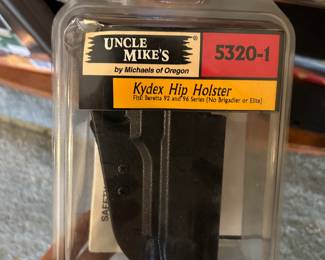 UNCLE
MIKE'S®
by Michaels of Oregon
5320-1
Kydex Hip Holster
Fits: Beretta 92 and 96 Series (No Brigadier or Elite)